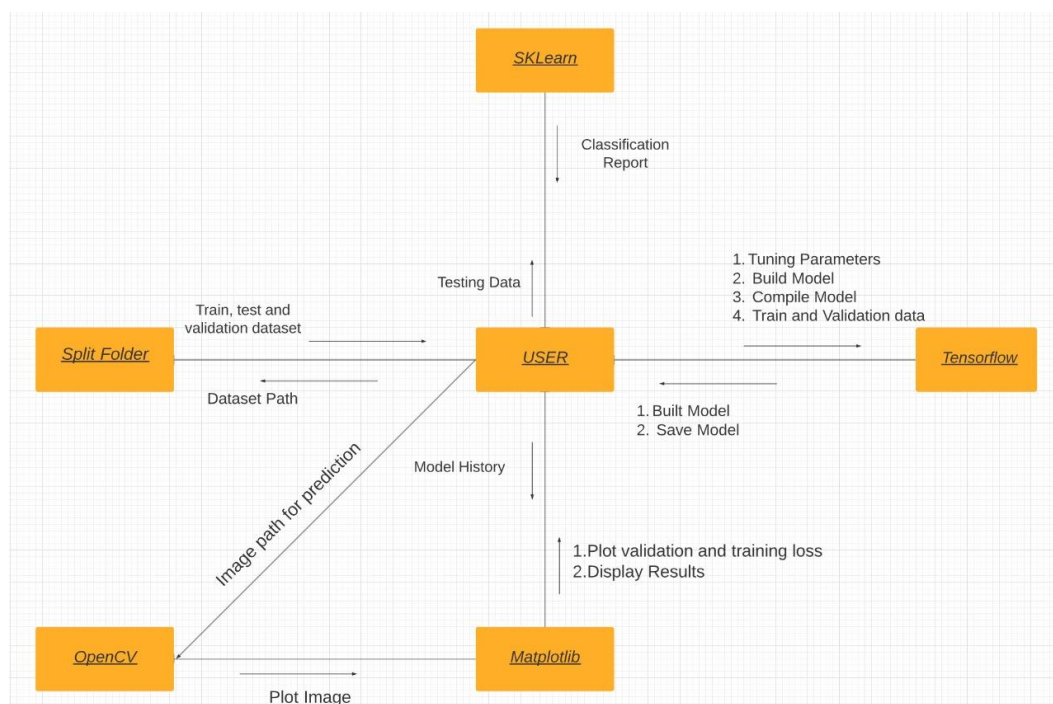 SKLearn
Classification
Report
Testing Data
1. Tuning Parameters
2. Build Model
3. Compile Model
4. Train and Validation data
Train, test and
validation dataset
Split Folder
USER
Tensorflow
Dataset Path
1. Built Model
2. Save Model
Model History
Image path for prediction
1.Plot validation and training loss
2.Display Results
OpenCV
Matplotlib
Plot Image